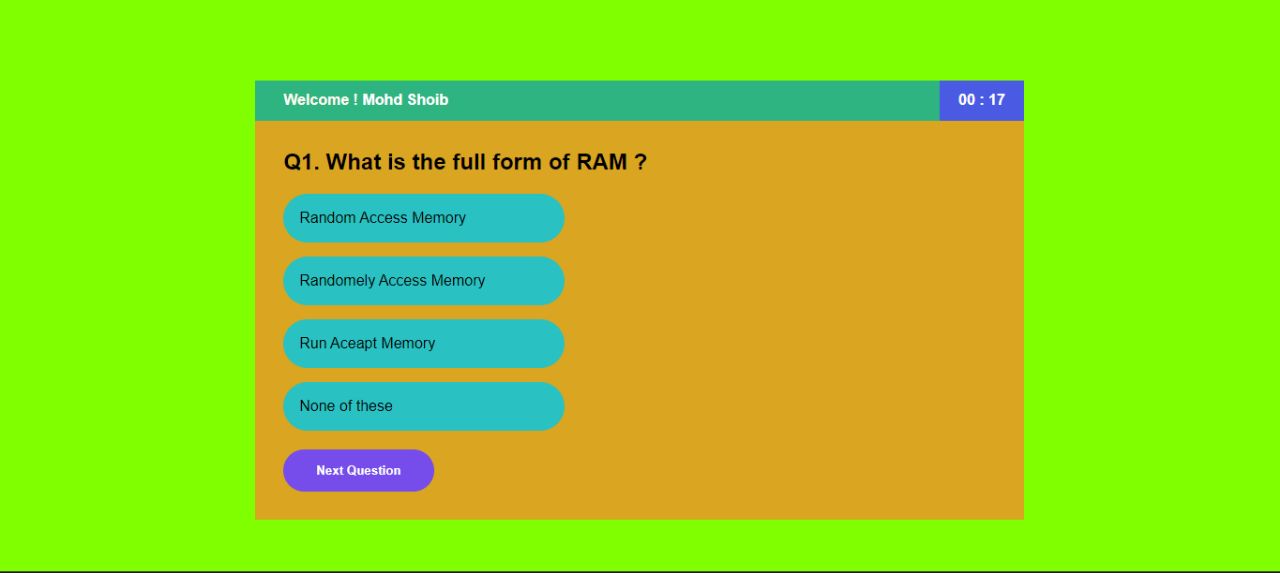 Welcome ! Mohd Shoib
00 : 17
Q1. What is the full form of RAM ?
Random Access Memory
Randomely Access Memory
Run Aceapt Memory
None of these
Next Question